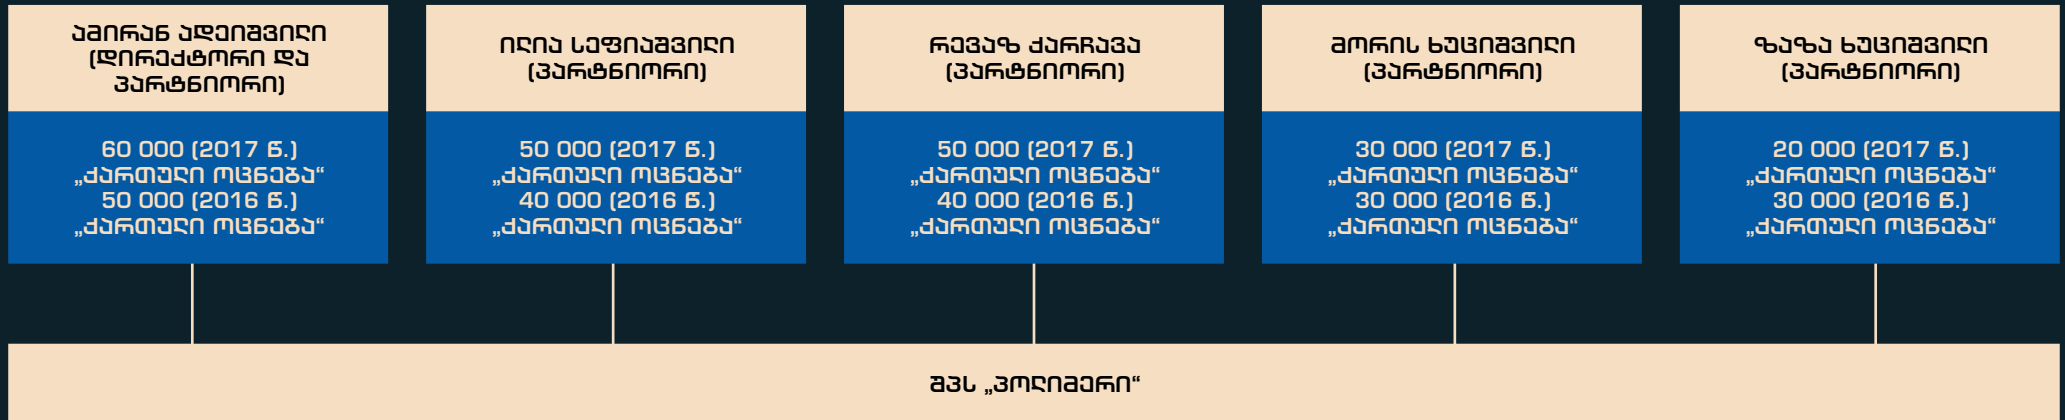 ამირან ადეიშვილი
(დირექტორი და
პარტნიორი)
60 000 (2017 წ.)
„ქართული ოცნება“
50 000 (2016 წ.)
„ქართული ოცნება“
ილია სეფიაშვილი
(პარტნიორი)
50 000 (2017 წ.)
„ქართული ოცნება“
40 000 (2016 წ.)
„ქართული ოცნება“
რევაზ ქარჩავა
(პარტნიორი)
50 000 (2017 წ.)
„ქართული ოცნება“
40 000 (2016 წ.)
„ქართული ოცნება“
მორის ხუციშვილი
(პარტნიორი)
30 000 (2017 წ.)
„ქართული ოცნება“
30 000 (2016 წ.)
„ქართული ოცნება“
ზაზა ხუციშვილი
(პარტნიორი)
20 000 (2017 წ.)
„ქართული ოცნება“
30 000 (2016 წ.)
„ქართული ოცნება“
შპს „პოლიმერი“